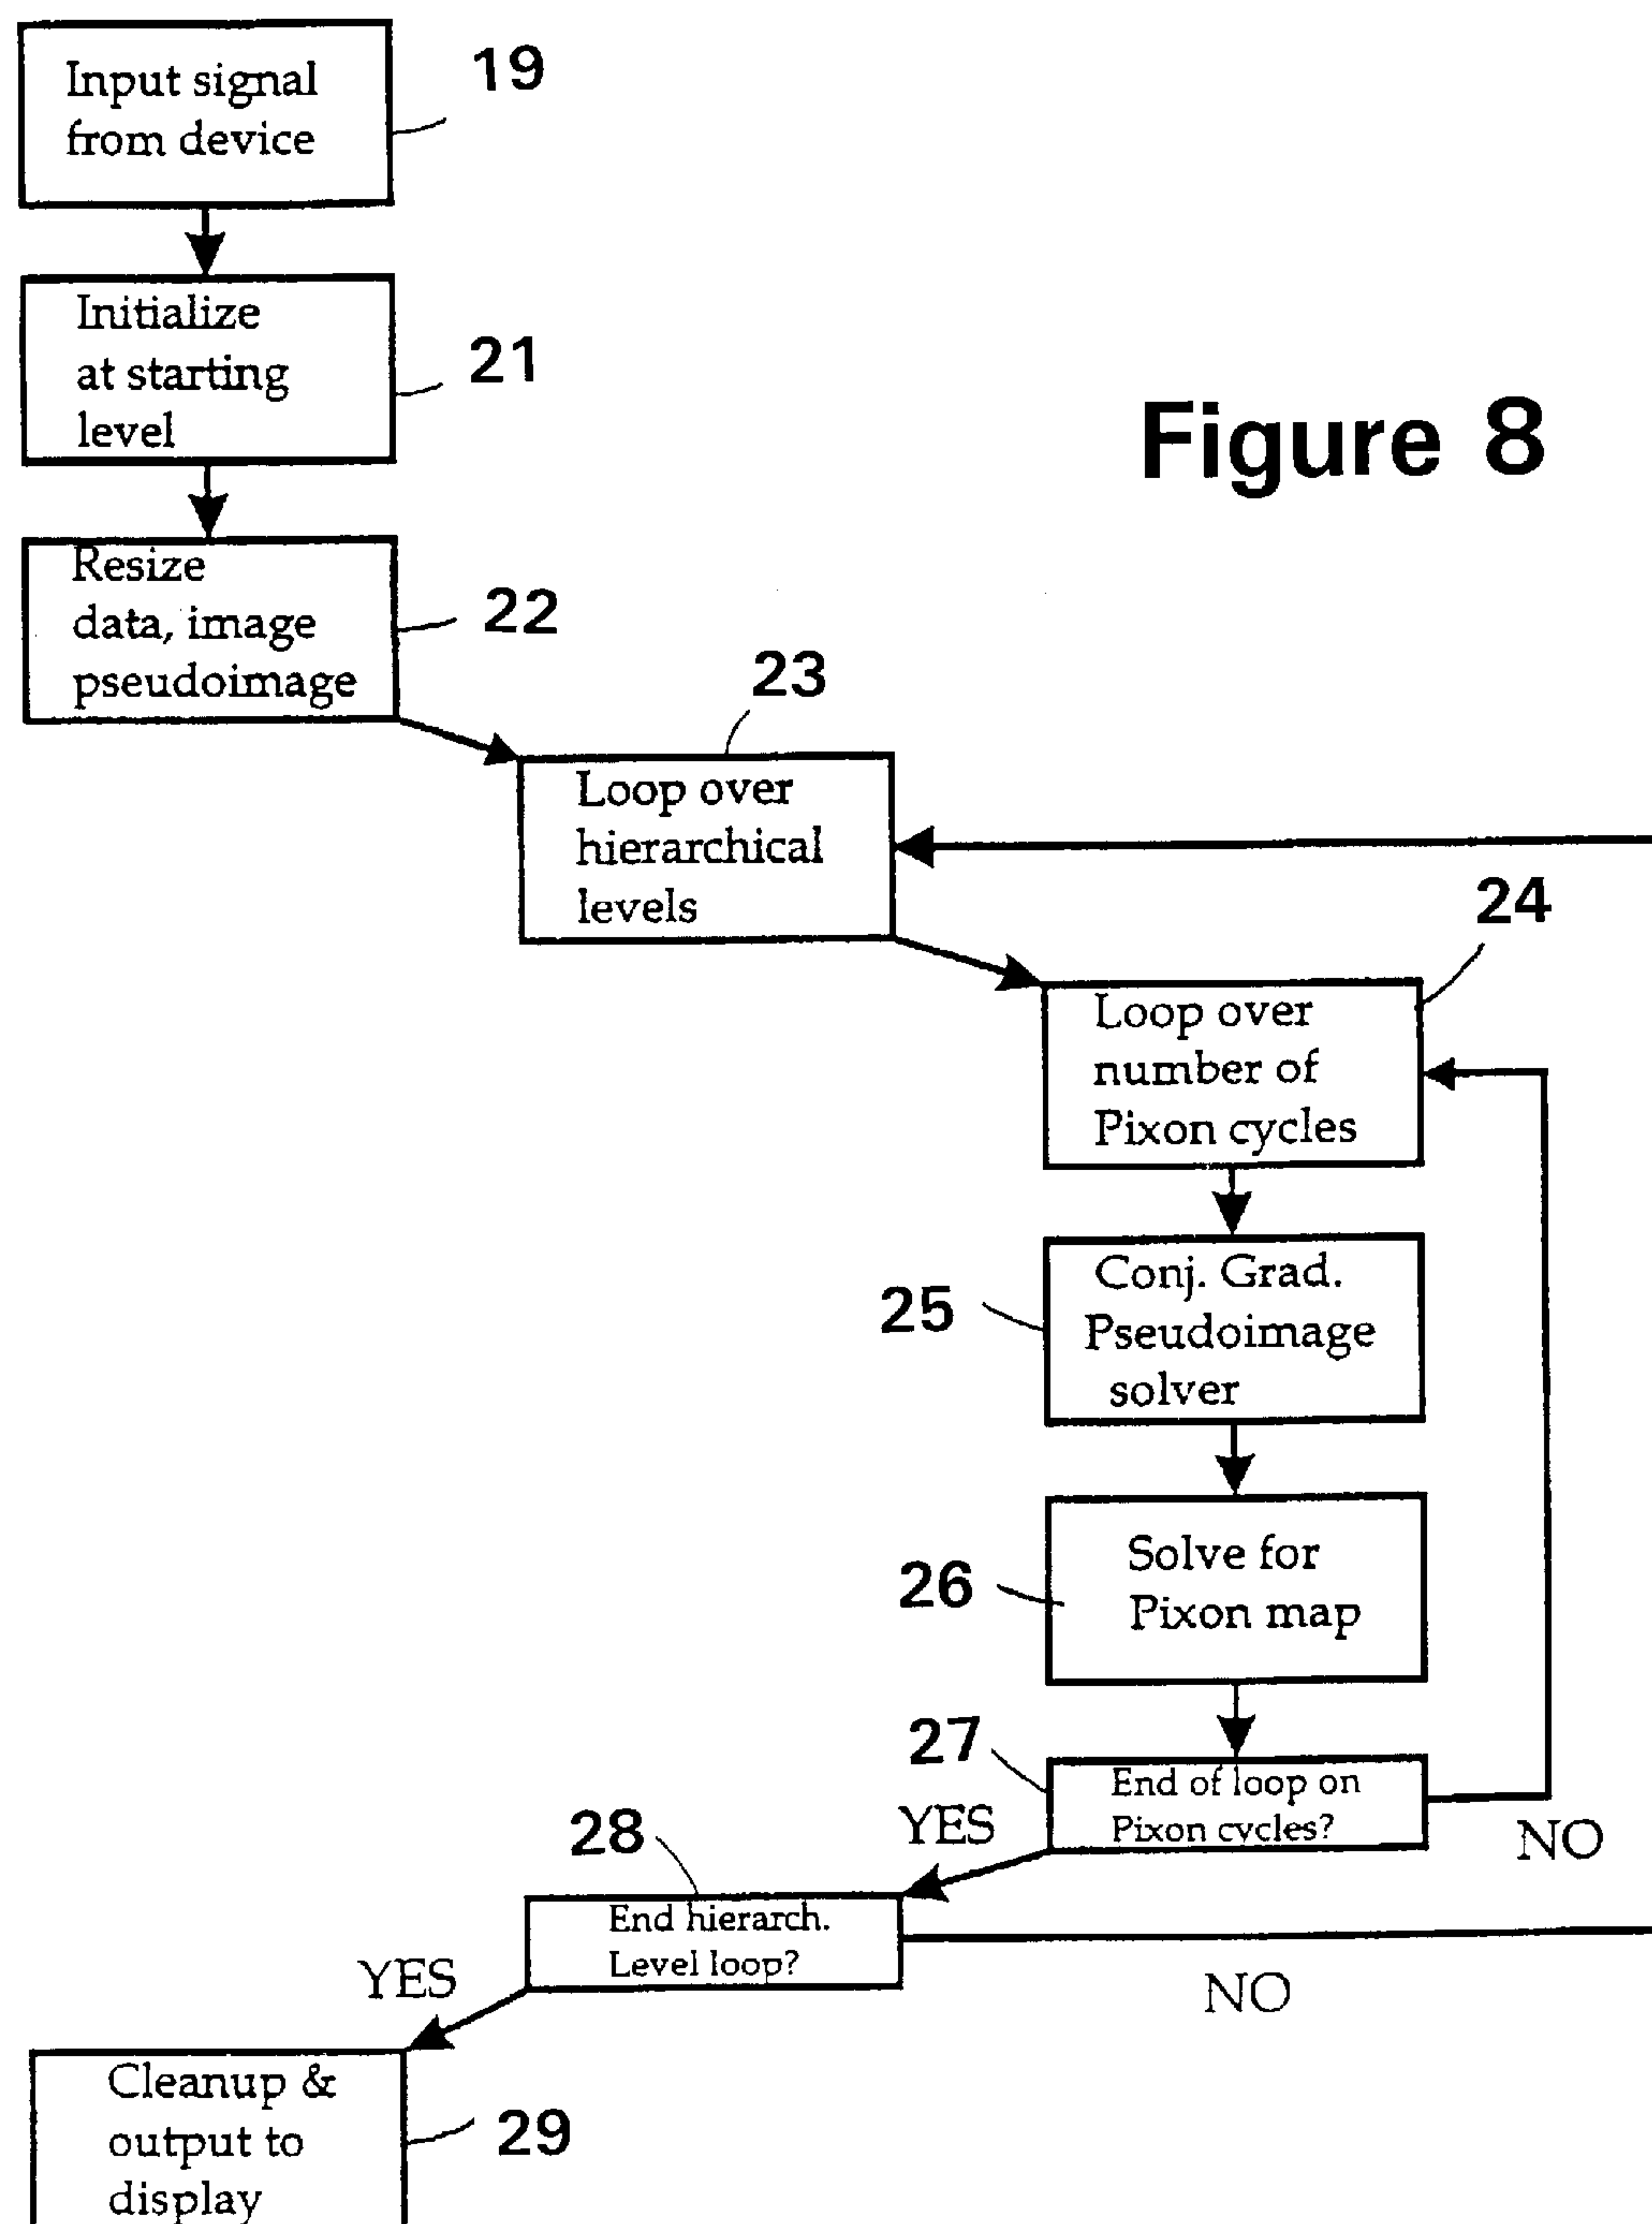 Input signal
from device
19
Initialize
at starting
level
21
Figure 8
Resize
data, image
pseudoimage
22
23
Loop over
hierarchical
levels
24
Loop over
number of
Pixon cycles
25
Conj. Grad.
Pseudoimage
solver
26
Solve for
Pixon map
27
End of loop on
Pixon cycles?
YES
NO
28
End hierarch.
Level loop?
YES
NO
Cleanup &
output to
display
29